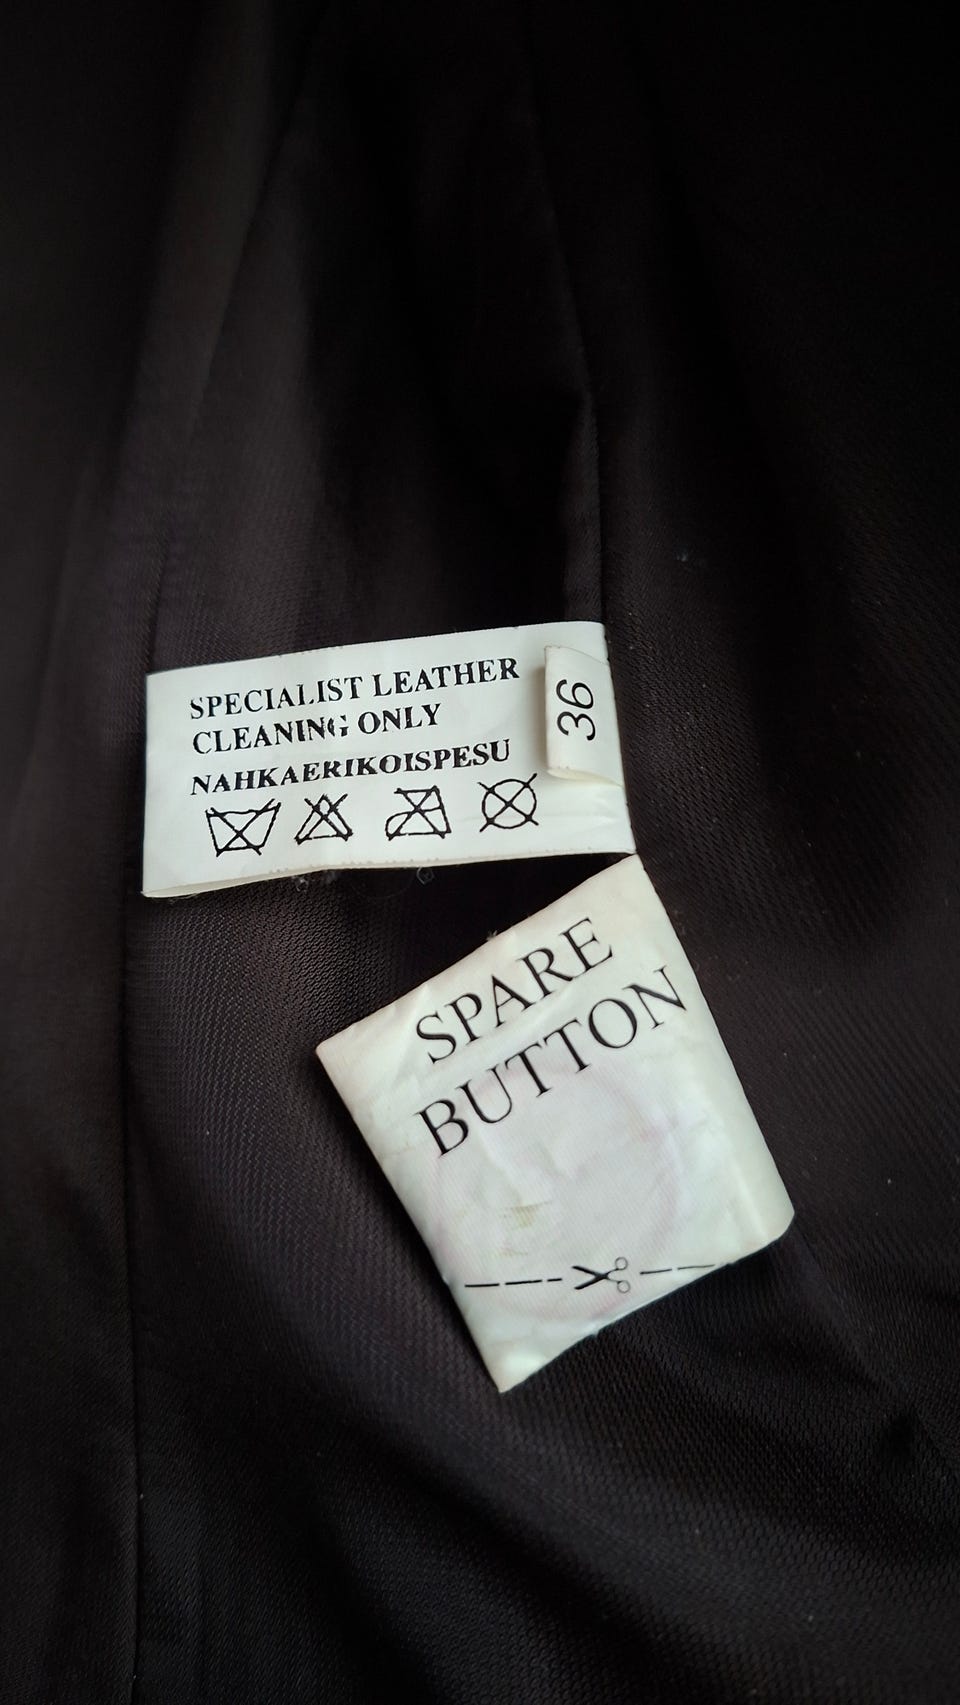 SPECIALIST LEATHER
CLEANING ONLY
NAHKAERIKOISPESU
36
SPARE
BUTTON